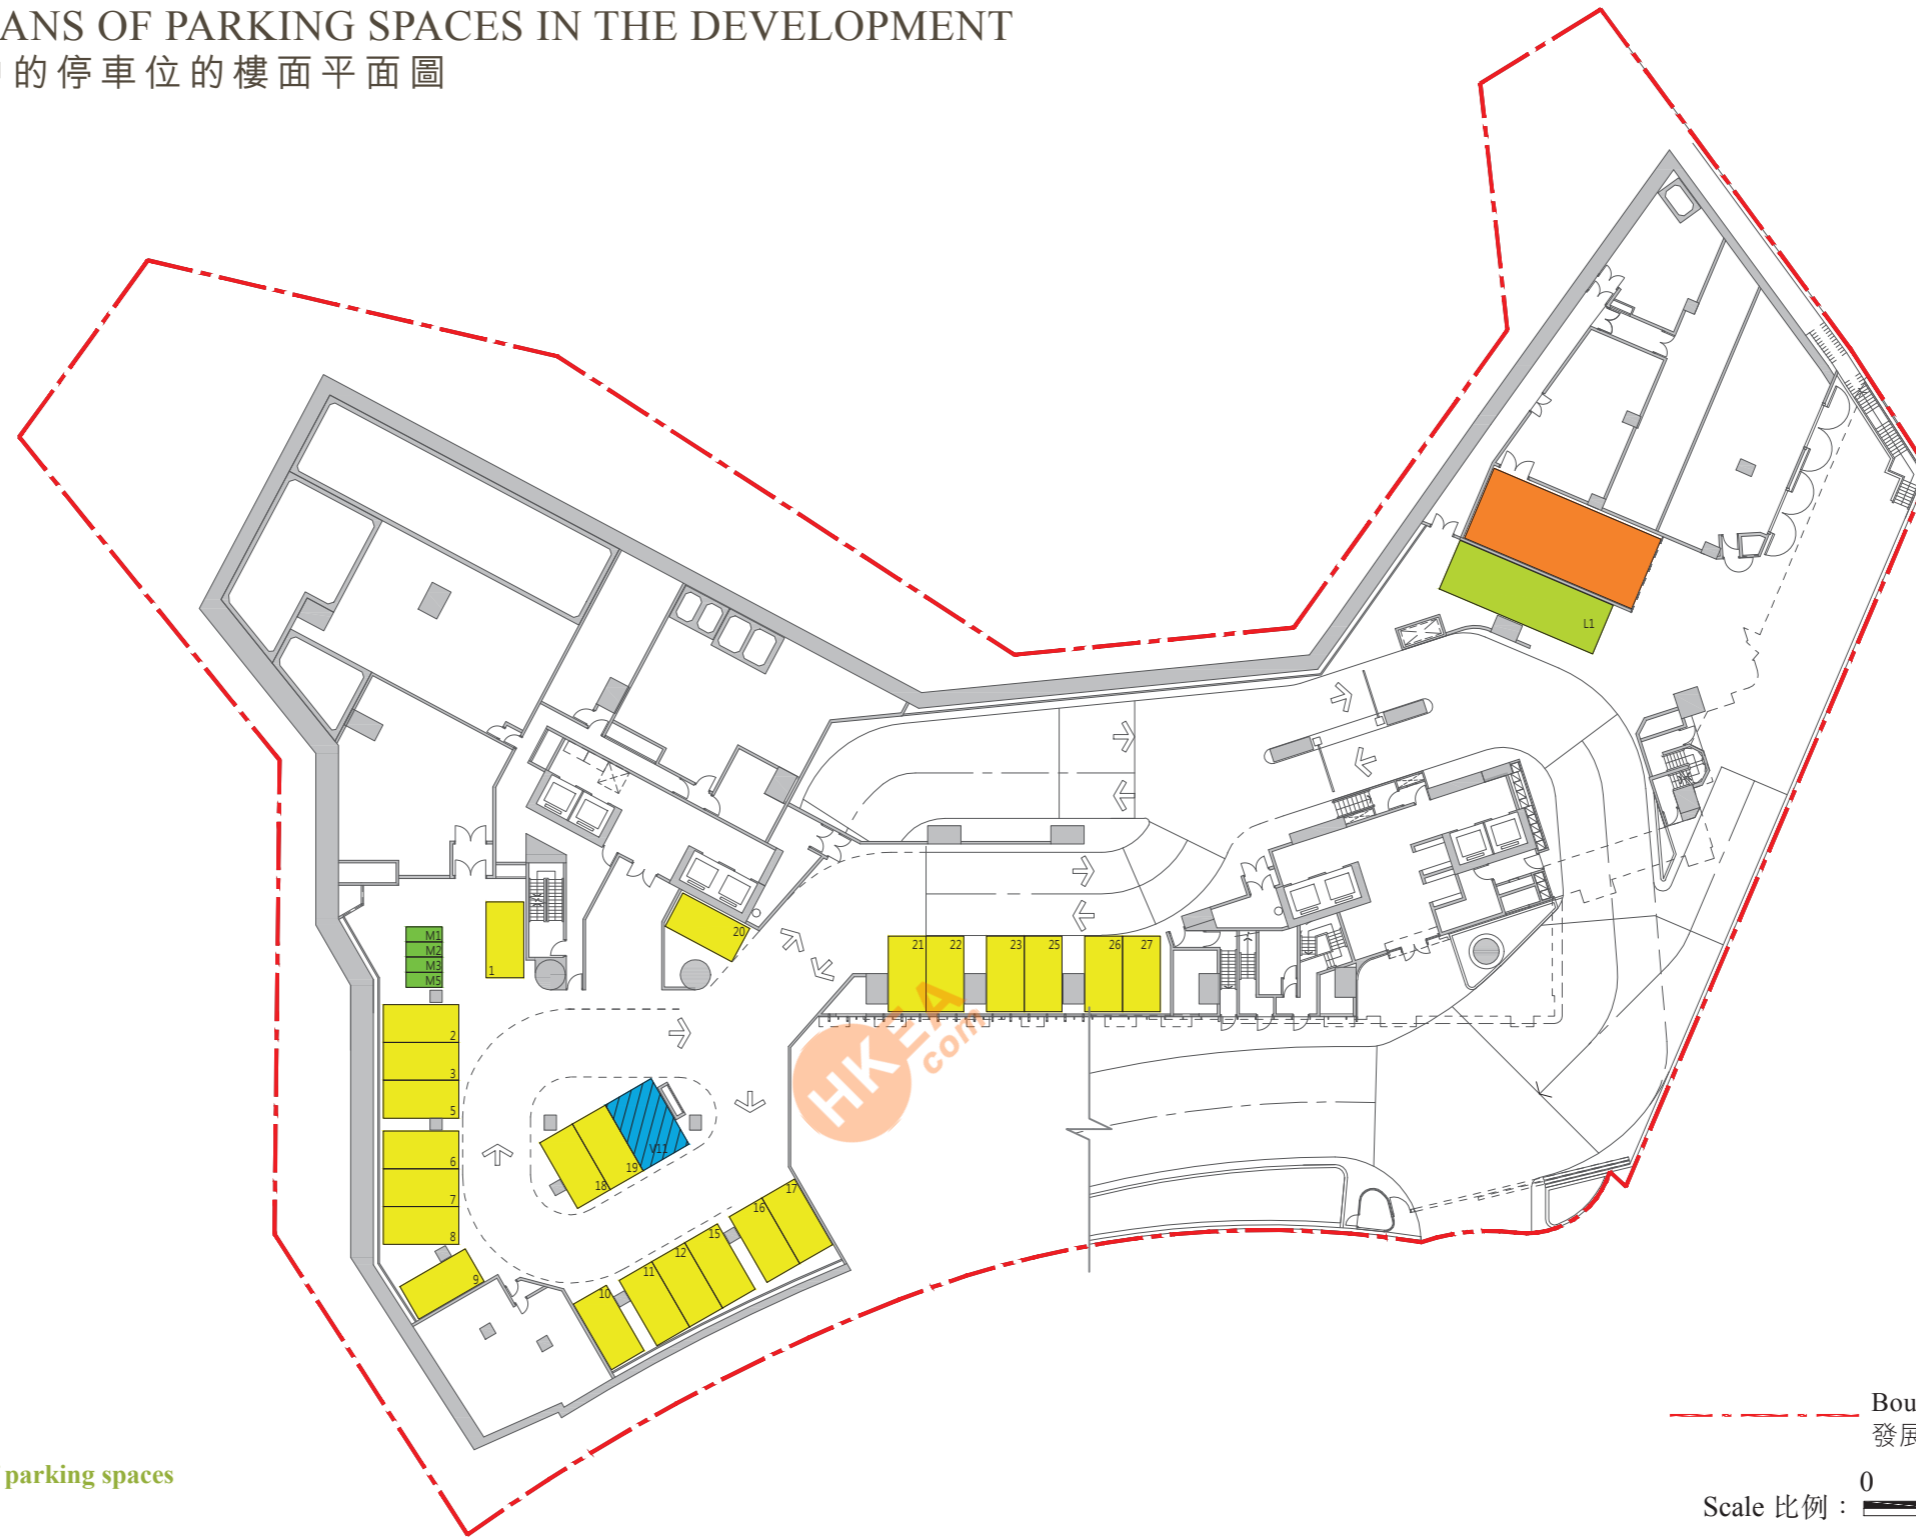 ANS OF PARKING SPACES IN THE DEVELOPMENT
的停車位的樓面平面圖
L1
20
21 22 23 25 26 27
M1
M2
M3
M5
1
2
3
5
6
7
8
9
V11
19
18
17
16
15
12
11
10
HKEA
com
Bou
發展
parking spaces
0
Scale 比例 :